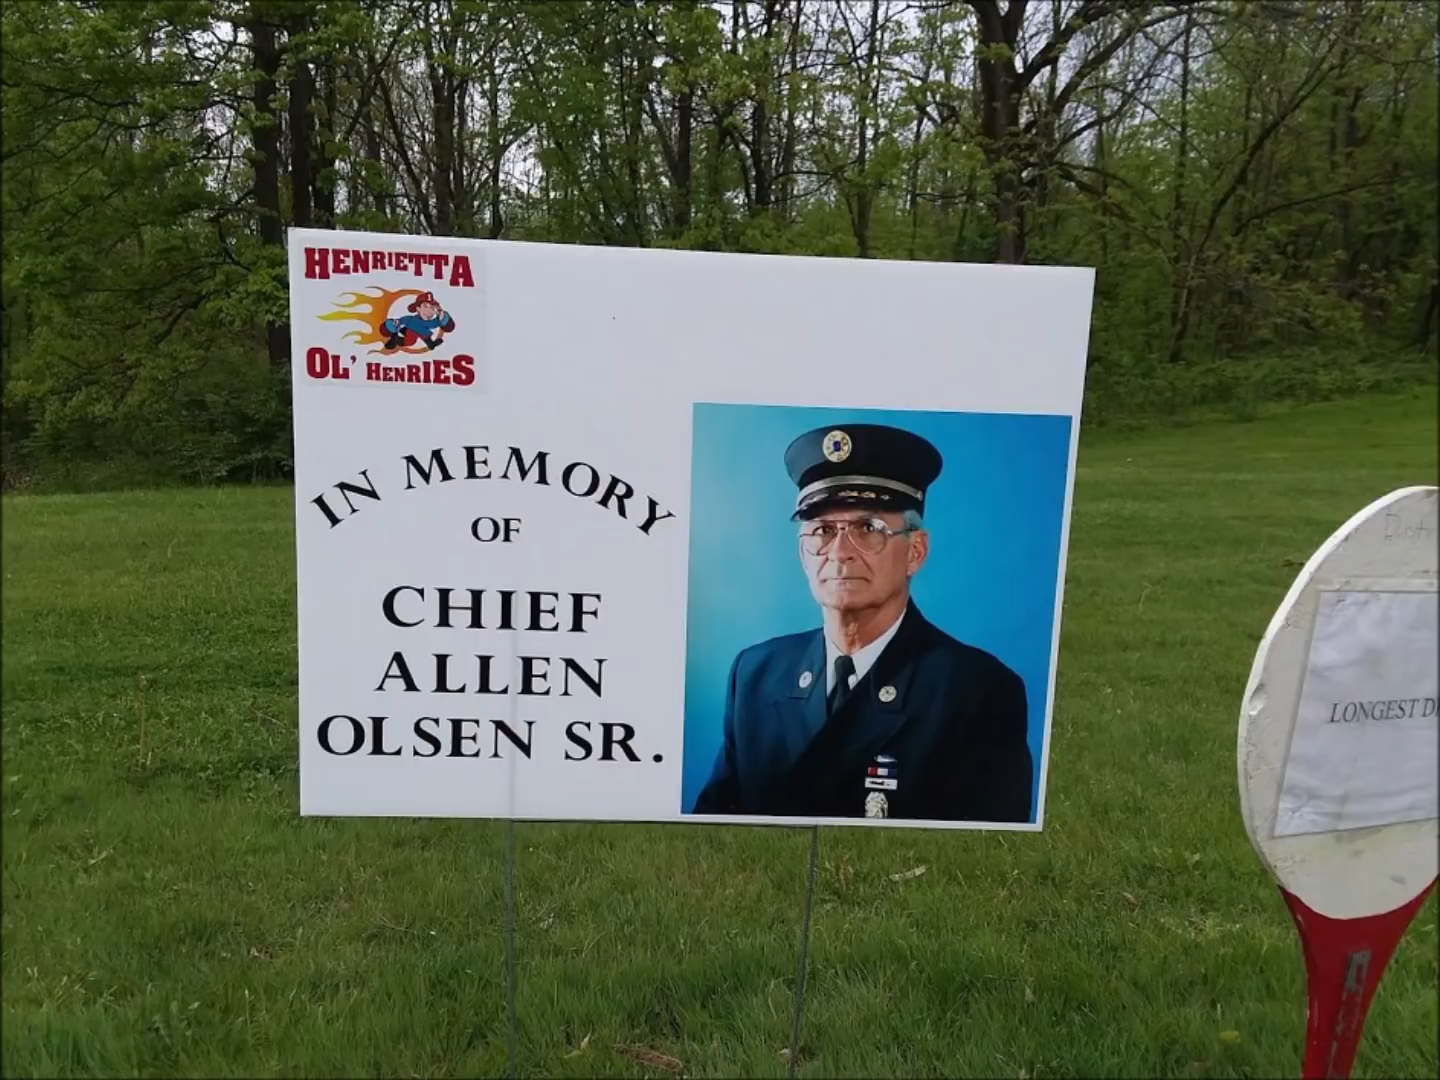 HENRIETTA
OL' HENRIES
IN MEMORY
OF
CHIEF
ALLEN
OLSEN SR.
LONGEST